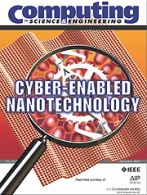 Computing
in SCIENCE & ENGINEERING
CYBER-ENABLED
NANOTECHNOLOGY
IEEE
AIP